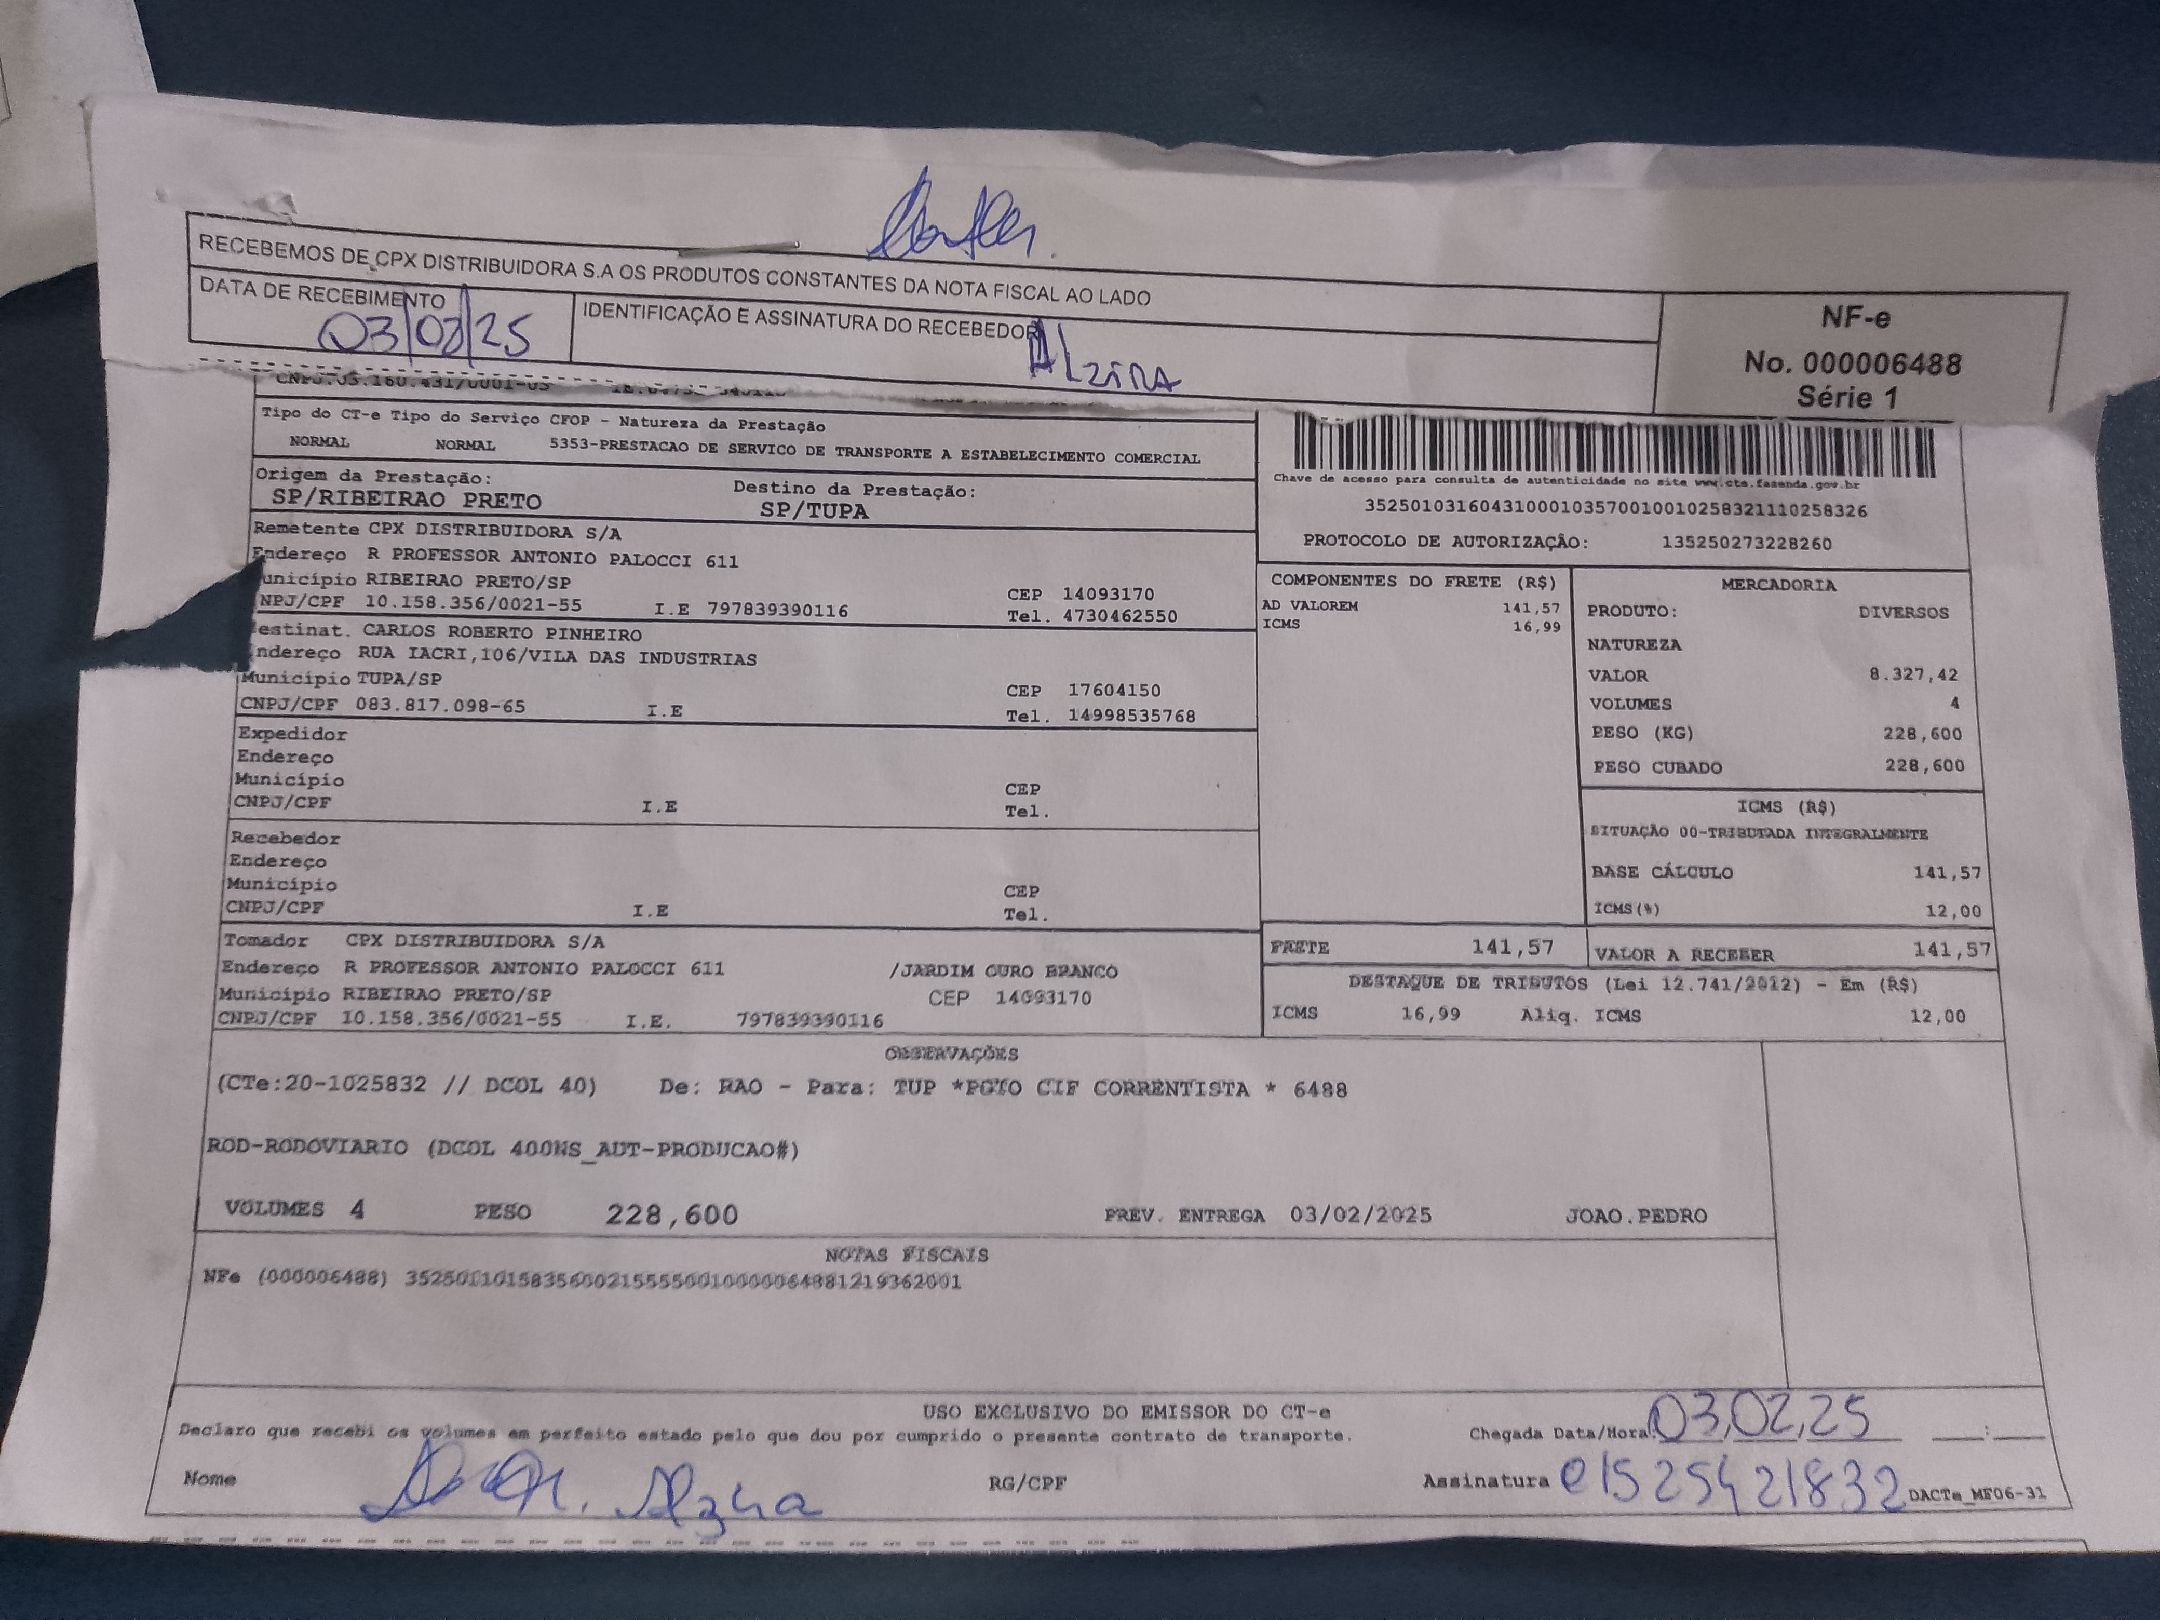 RECEBEMOS DE CPX DISTRIBUIDORA S.A OS PRODUTOS CONSTANTES DA NOTA FISCAL AO LADO
DATA DE RECEBIMENTO
03/02/25
IDENTIFICAÇÃO E ASSINATURA DO RECEBEDOR
ALZIRA
NF-e
No. 000006488
Série 1
Tipo do CT-e Tipo do Serviço CFOP - Natureza da Prestação
NORMAL NORMAL 5353-PRESTACAO DE SERVICO DE TRANSPORTE A ESTABELECIMENTO COMERCIAL
Origem da Prestação:
SP/RIBEIRAO PRETO
Destino da Prestação:
SP/TUPA
Chave de acesso para consulta de autenticidade no site www.cte.fazenda.gov.br
35250103160431000103570010010258321110258326
PROTOCOLO DE AUTORIZAÇÃO: 135250273228260
Remetente CPX DISTRIBUIDORA S/A
Endereço R PROFESSOR ANTONIO PALOCCI 611
unicípio RIBEIRAO PRETO/SP CEP 14093170
NPJ/CPF 10.158.356/0021-55 I.E 797839390116 Tel. 4730462550
estinat. CARLOS ROBERTO PINHEIRO
ndereço RUA IACRI,106/VILA DAS INDUSTRIAS
Município TUPA/SP CEP 17604150
CNPJ/CPF 083.817.098-65 I.E Tel. 14998535768
Expedidor
Endereço
Município CEP
CNPJ/CPF I.E Tel.
Recebedor
Endereço
Município CEP
CNPJ/CPF I.E Tel.
Tomador CPX DISTRIBUIDORA S/A
Endereço R PROFESSOR ANTONIO PALOCCI 611 /JARDIM OURO BRANCO
Município RIBEIRAO PRETO/SP CEP 14093170
CNPJ/CPF 10.158.356/0021-55 I.E. 797839390116
COMPONENTES DO FRETE (R$)
AD VALOREM 141,57
ICMS 16,99
MERCADORIA
PRODUTO: DIVERSOS
NATUREZA
VALOR 8.327,42
VOLUMES 4
PESO (KG) 228,600
PESO CUBADO 228,600
ICMS (R$)
SITUAÇÃO 00-TRIBUTADA INTEGRALMENTE
BASE CÁLCULO 141,57
ICMS(%) 12,00
FRETE 141,57
VALOR A RECEBER 141,57
DESTAQUE DE TRIBUTOS (Lei 12.741/2012) - Em (R$)
ICMS 16,99 Aliq. ICMS 12,00
OBSERVAÇÕES
(CTe:20-1025832 // DCOL 40) De: RAO - Para: TUP *PGTO CIF CORRENTISTA * 6488
ROD-RODOVIARIO (DCOL 400NS_AUT-PRODUCAO#)
VOLUMES 4 PESO 228,600 PREV. ENTREGA 03/02/2025 JOAO.PEDRO
NOTAS FISCAIS
NFe (000006488) 35250110158356002155550010000064881219362001
USO EXCLUSIVO DO EMISSOR DO CT-e
Declaro que recebi os volumes em perfeito estado pelo que dou por cumprido o presente contrato de transporte.
Chegada Data/Hora: 03,02,25 __:__
Nome Alzira RG/CPF Assinatura
DACTe_MF06-31